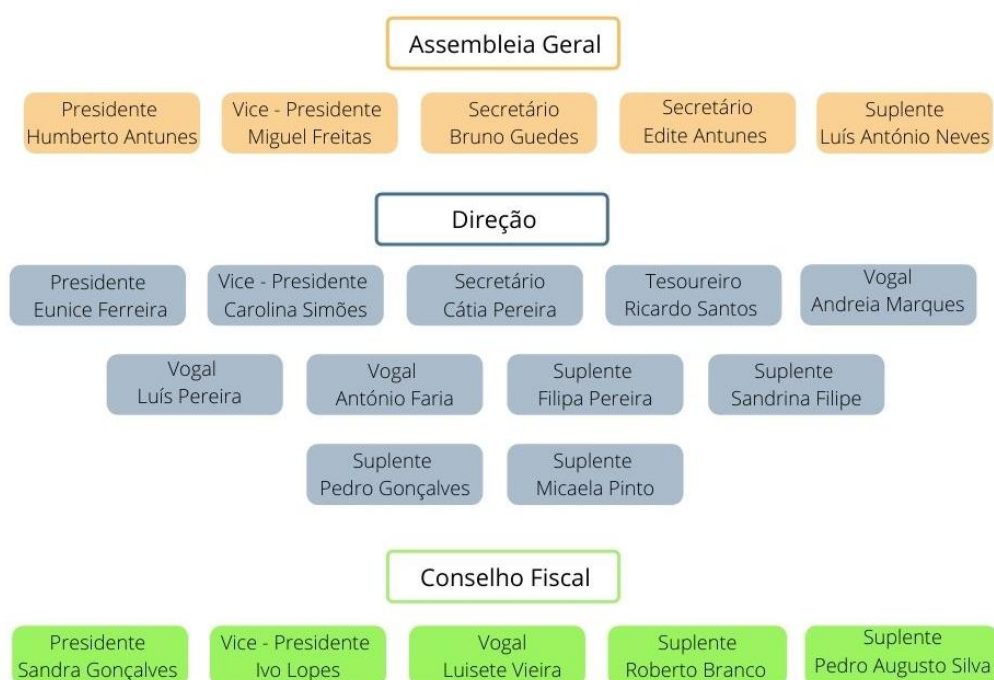 Assembleia Geral
Presidente
Humberto Antunes
Vice - Presidente
Miguel Freitas
Secretário
Bruno Guedes
Secretário
Edite Antunes
Suplente
Luís António Neves
Direção
Presidente
Eunice Ferreira
Vice - Presidente
Carolina Simões
Secretário
Cátia Pereira
Tesoureiro
Ricardo Santos
Vogal
Andreia Marques
Vogal
Luís Pereira
Vogal
António Faria
Suplente
Filipa Pereira
Suplente
Sandrina Filipe
Suplente
Pedro Gonçalves
Suplente
Micaela Pinto
Conselho Fiscal
Presidente
Sandra Gonçalves
Vice - Presidente
Ivo Lopes
Vogal
Luisete Vieira
Suplente
Roberto Branco
Suplente
Pedro Augusto Silva